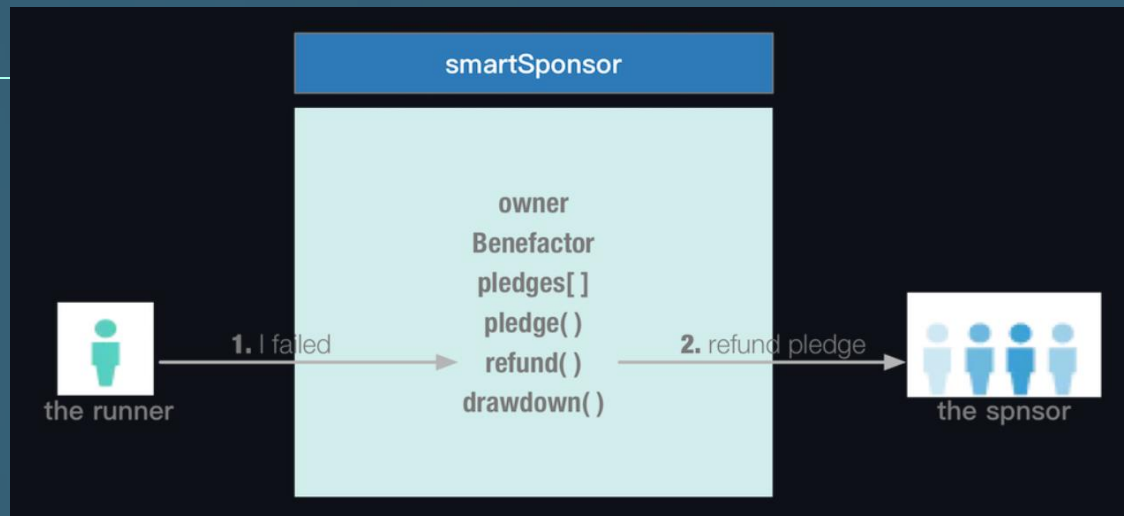 smartSponsor
owner
Benefactor
pledges[ ]
pledge( )
1. I failed
2. refund pledge
refund( )
drawdown( )
the runner
the spnsor